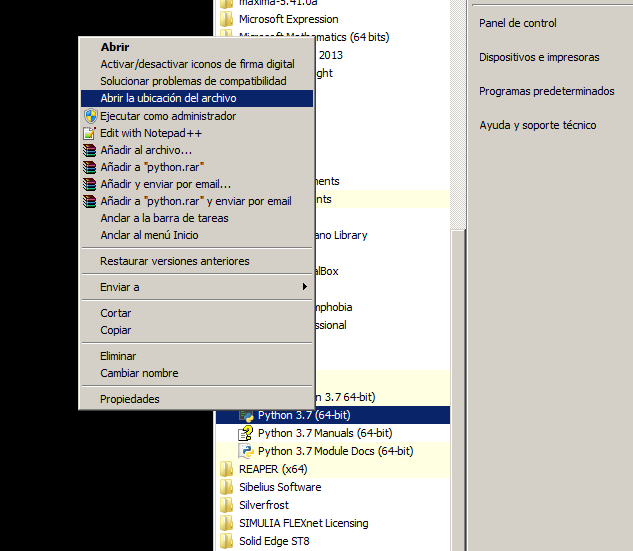 maxima-5.41.0a
Microsoft Expression
Microsoft Mathematics (64 bits)
2013
ght
ments
nts
ano Library
alBox
mphobia
ssional
n 3.7 64-bit)
Python 3.7 (64-bit)
Python 3.7 Manuals (64-bit)
Python 3.7 Module Docs (64-bit)
REAPER (x64)
Sibelius Software
Silverfrost
SIMULIA FLEXnet Licensing
Solid Edge ST8
Abrir
Activar/desactivar iconos de firma digital
Solucionar problemas de compatibilidad
Abrir la ubicación del archivo
Ejecutar como administrador
Edit with Notepad++
Añadir al archivo...
Añadir a "python.rar"
Añadir y enviar por email...
Añadir a "python.rar" y enviar por email
Anclar a la barra de tareas
Anclar al menú Inicio
Restaurar versiones anteriores
Enviar a
Cortar
Copiar
Eliminar
Cambiar nombre
Propiedades
Panel de control
Dispositivos e impresoras
Programas predeterminados
Ayuda y soporte técnico